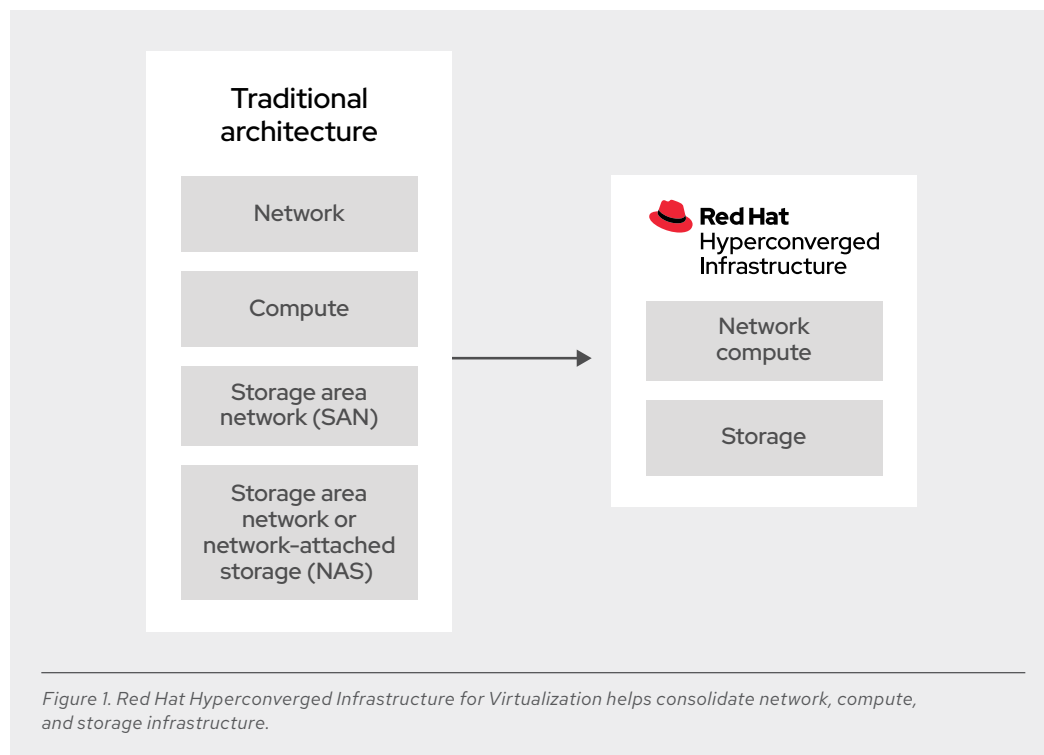 Traditional
architecture
Network
Compute
Storage area
network (SAN)
Storage area
network or
network-attached
storage (NAS)
Red Hat
Hyperconverged
Infrastructure
Network
compute
Storage
Figure 1. Red Hat Hyperconverged Infrastructure for Virtualization helps consolidate network, compute,
and storage infrastructure.